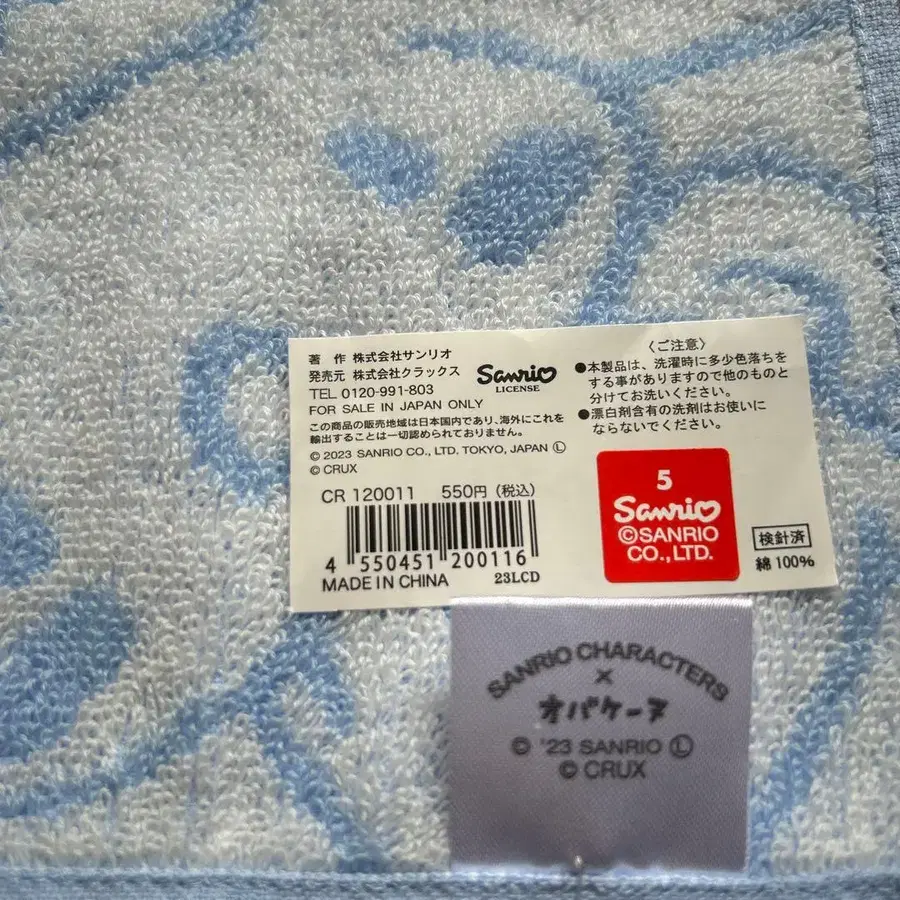 著 作 株式会社サンリオ
発売元 株式会社クラックス
TEL 0120-991-803
FOR SALE IN JAPAN ONLY
この商品の販売地域は日本国内であり、海外にこれを
輸出することは一切認められておりません。
© 2023 SANRIO CO., LTD. TOKYO, JAPAN Ⓛ
© CRUX
Sanrio
LICENSE
CR 120011 550円(税込)
4 550451 200116
MADE IN CHINA 23LCD
〈ご注意〉
●本製品は、洗濯時に多少色落ちを
する事がありますので他のものと
分けてお洗いください。
●漂白剤含有の洗剤はお使いに
ならないでください。
5
Sanrio
©SANRIO
CO.,LTD.
検針済
綿 100%
SANRIO CHARACTERS
×
オバケーヌ
© '23 SANRIO Ⓛ
© CRUX